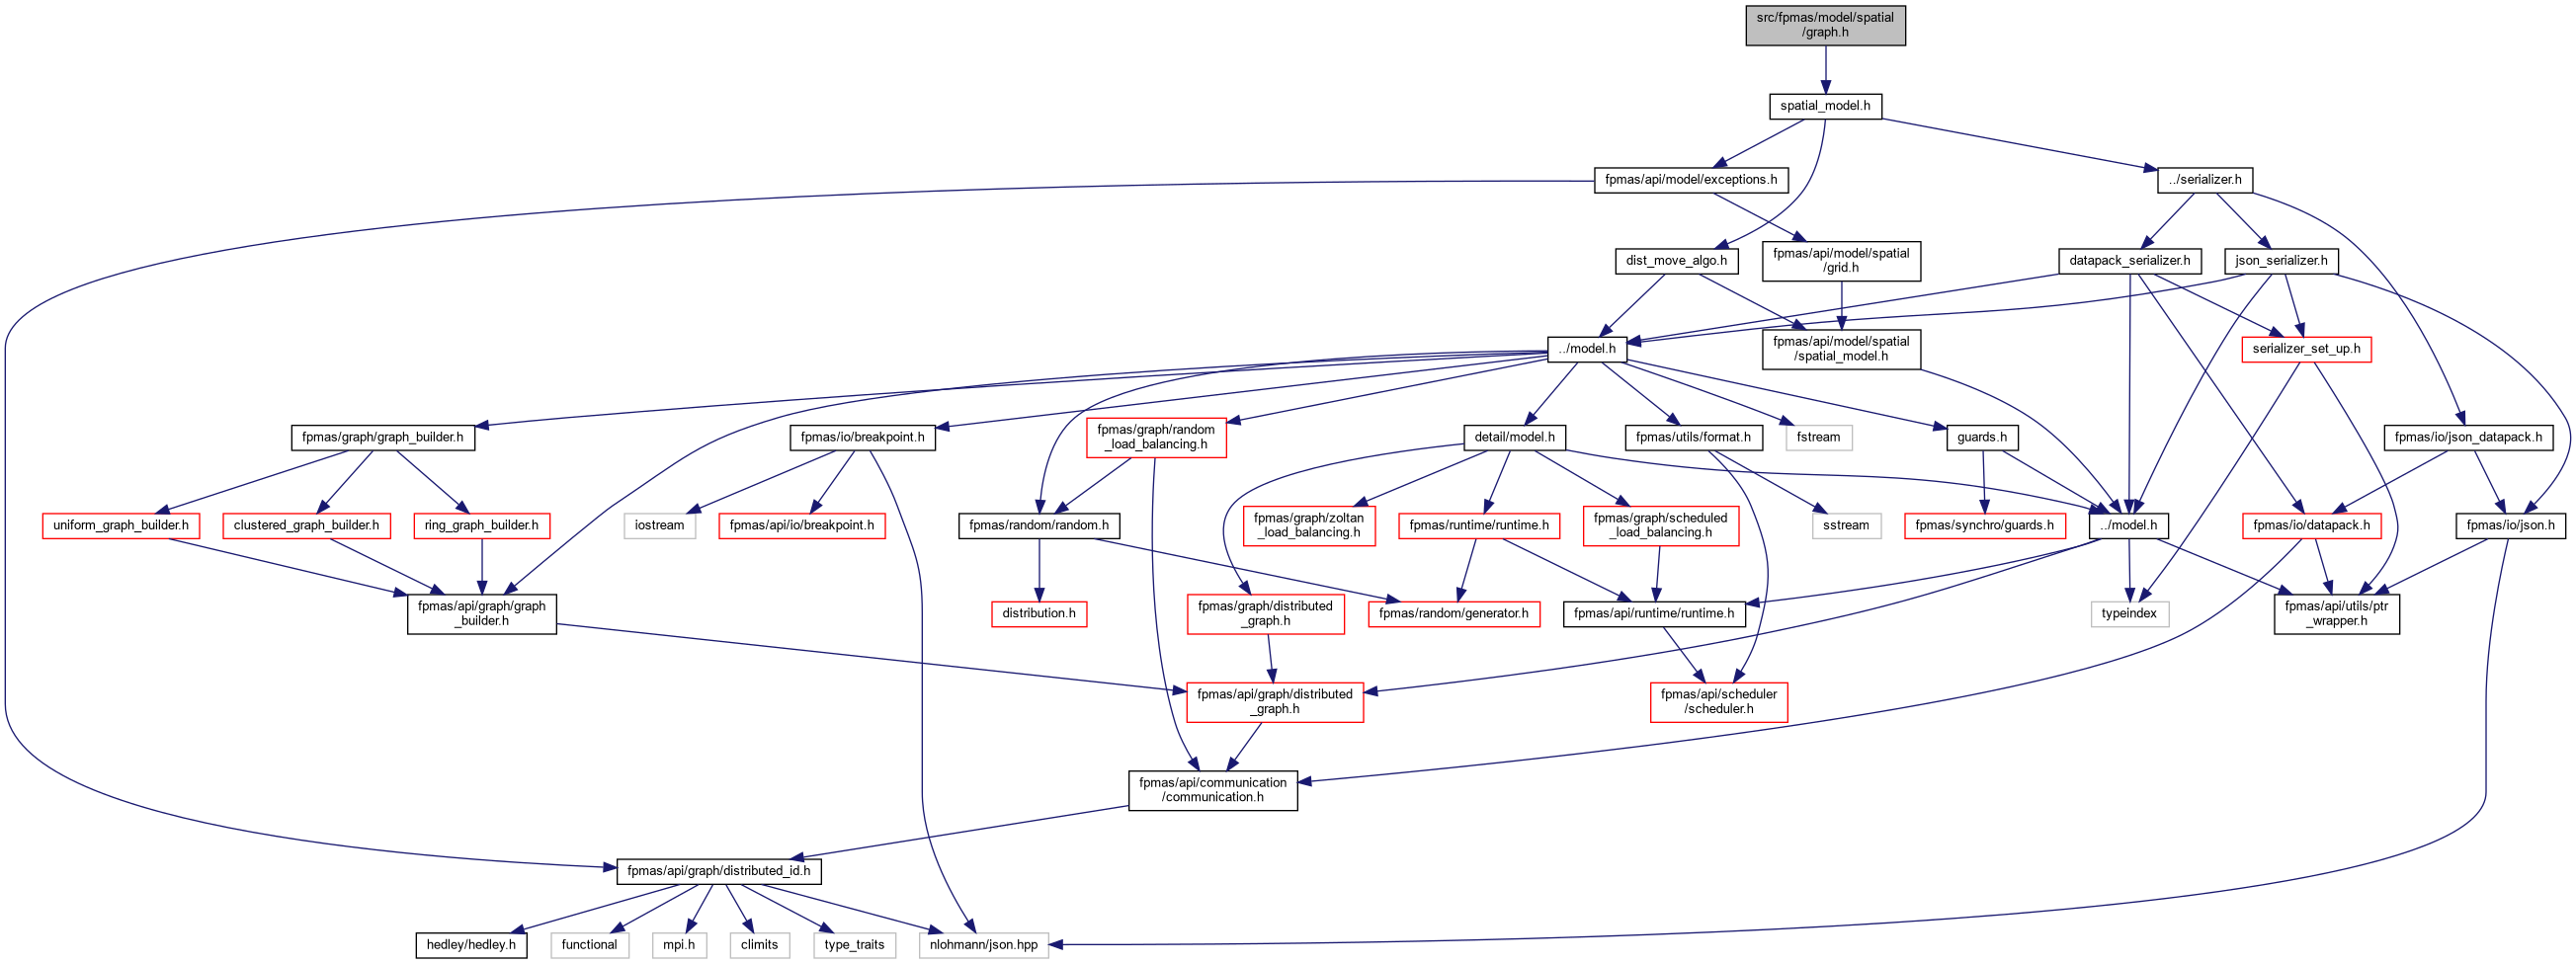 src/fpmas/model/spatial
/graph.h
spatial_model.h
fpmas/api/model/exceptions.h
../serializer.h
dist_move_algo.h
fpmas/api/model/spatial
/grid.h
datapack_serializer.h
json_serializer.h
../model.h
fpmas/api/model/spatial
/spatial_model.h
serializer_set_up.h
fpmas/graph/graph_builder.h
fpmas/io/breakpoint.h
fpmas/graph/random
_load_balancing.h
detail/model.h
fpmas/utils/format.h
fstream
guards.h
fpmas/io/json_datapack.h
uniform_graph_builder.h
clustered_graph_builder.h
ring_graph_builder.h
iostream
fpmas/api/io/breakpoint.h
fpmas/random/random.h
fpmas/graph/zoltan
_load_balancing.h
fpmas/runtime/runtime.h
fpmas/graph/scheduled
_load_balancing.h
sstream
fpmas/synchro/guards.h
../model.h
fpmas/io/datapack.h
fpmas/io/json.h
fpmas/api/graph/graph
_builder.h
distribution.h
fpmas/graph/distributed
_graph.h
fpmas/random/generator.h
fpmas/api/runtime/runtime.h
typeindex
fpmas/api/utils/ptr
_wrapper.h
fpmas/api/graph/distributed
_graph.h
fpmas/api/scheduler
/scheduler.h
fpmas/api/communication
/communication.h
fpmas/api/graph/distributed_id.h
hedley/hedley.h
functional
mpi.h
climits
type_traits
nlohmann/json.hpp